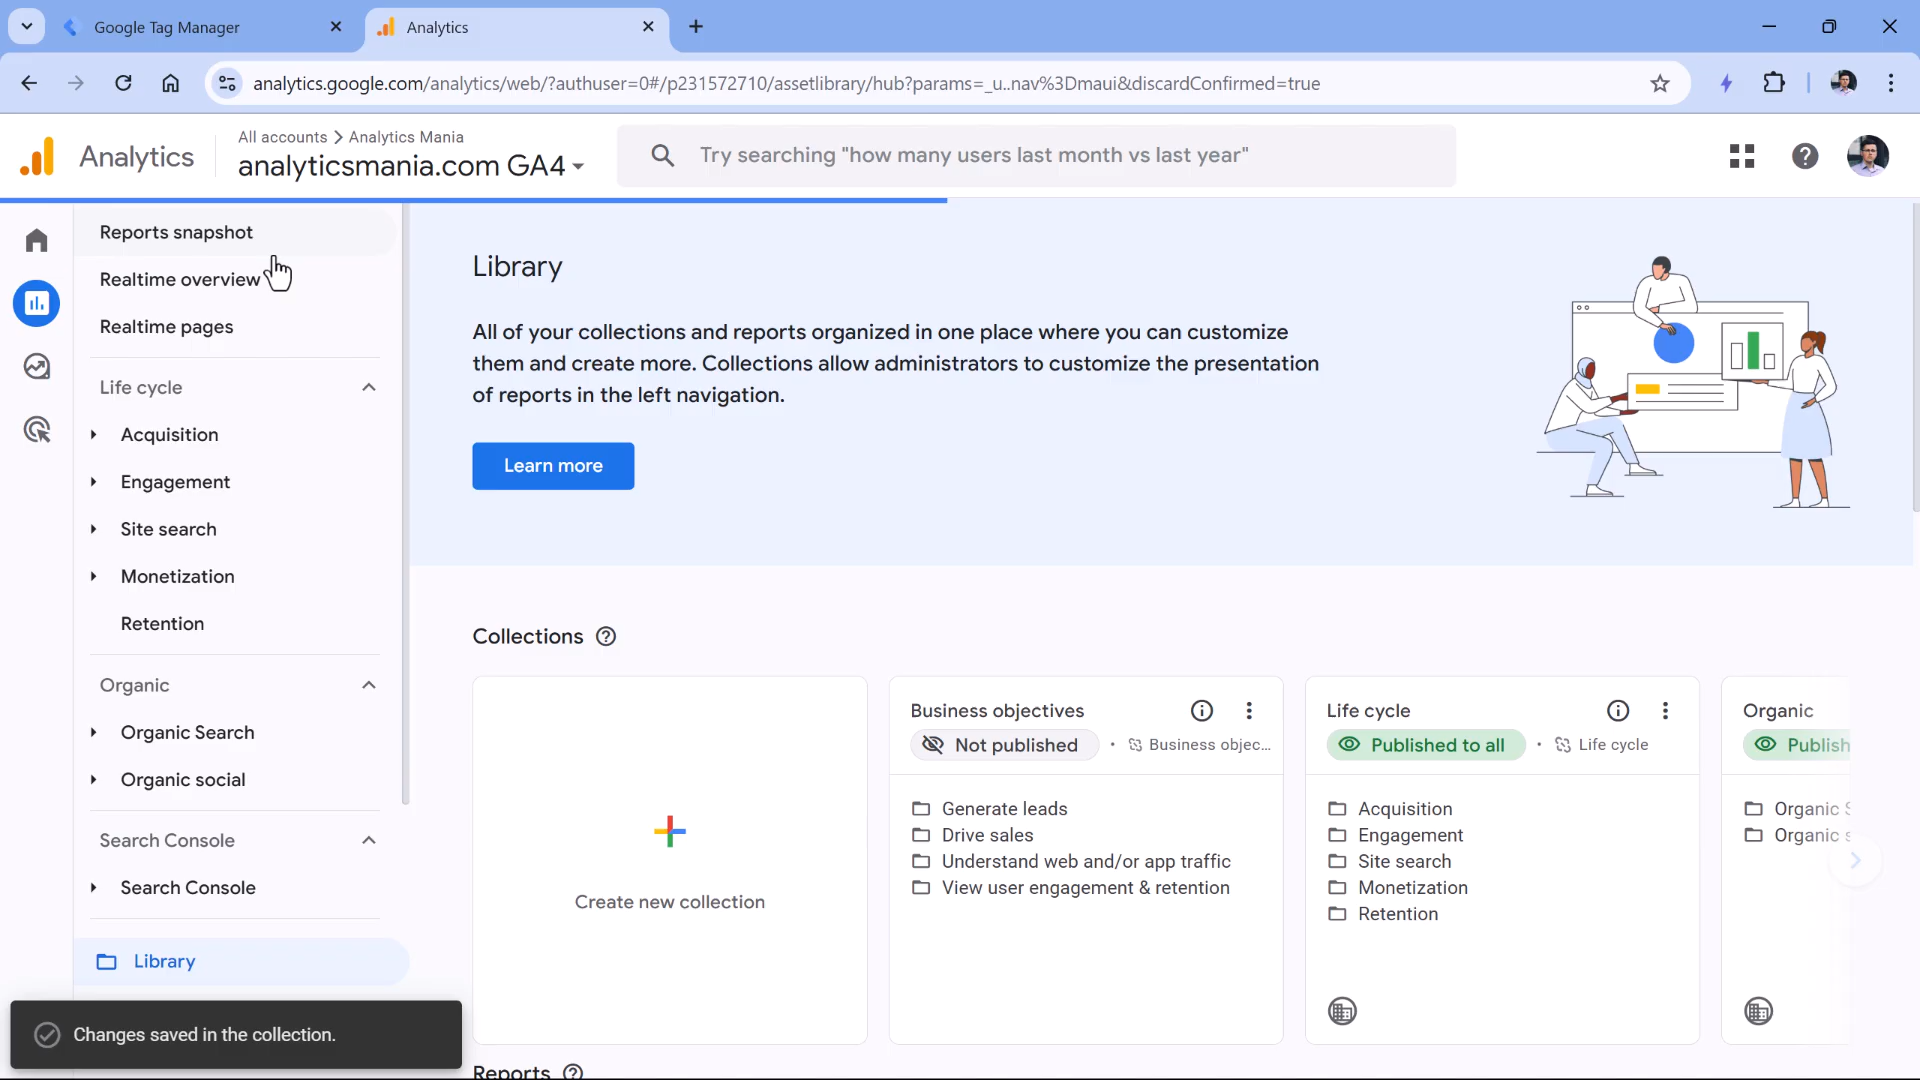 Google Tag Manager
Analytics
analytics.google.com/analytics/web/?authuser=0#/p231572710/assetlibrary/hub?params=_u..nav%3Dmaui&discardConfirmed=true
Analytics
All accounts > Analytics Mania
analyticsmania.com GA4
Try searching "how many users last month vs last year"
Reports snapshot
Realtime overview
Realtime pages
Life cycle
Acquisition
Engagement
Site search
Monetization
Retention
Organic
Organic Search
Organic social
Search Console
Search Console
Library
Changes saved in the collection.
Library
All of your collections and reports organized in one place where you can customize
them and create more. Collections allow administrators to customize the presentation
of reports in the left navigation.
Learn more
Collections
Create new collection
Business objectives
Not published • Business objec...
Generate leads
Drive sales
Understand web and/or app traffic
View user engagement & retention
Life cycle
Published to all • Life cycle
Acquisition
Engagement
Site search
Monetization
Retention
Organic
Publish
Organic S
Organic s
Reports